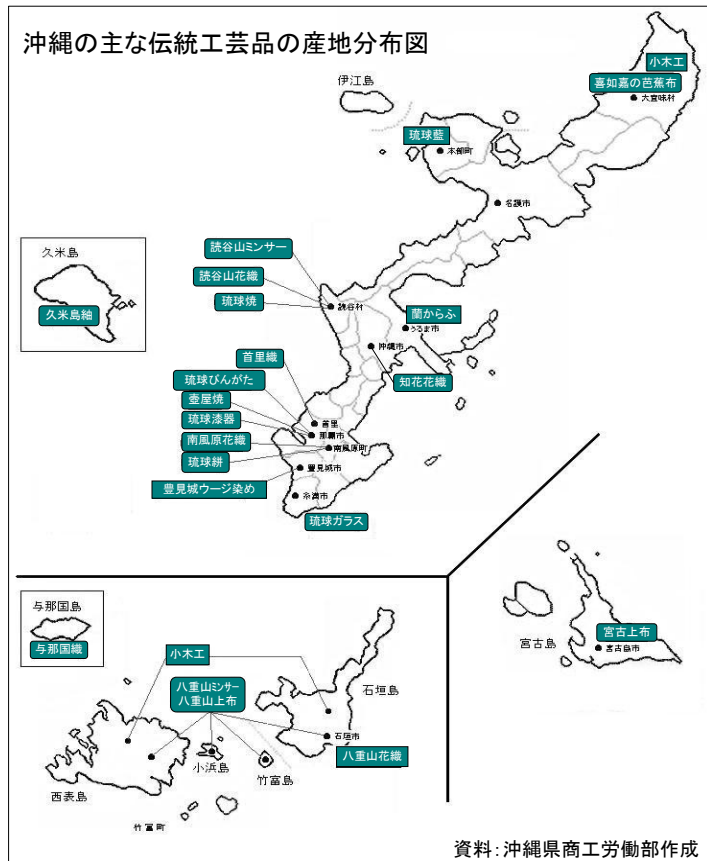 沖縄の主な伝統工芸品の産地分布図
小木工
喜如嘉の芭蕉布
大宜味村
伊江島
琉球藍
本部町
名護市
久米島
久米島紬
読谷山ミンサー
読谷山花織
琉球焼
読谷村
蘭からふ
うるま市
沖縄市
知花花織
首里織
琉球びんがた
壺屋焼
琉球漆器
南風原花織
琉球絣
豊見城ウージ染め
首里
那覇市
南風原町
豊見城市
糸満市
琉球ガラス
与那国島
与那国織
小木工
八重山ミンサー
八重山上布
石垣島
石垣市
八重山花織
小浜島
竹富島
西表島
竹富町
宮古上布
宮古島市
宮古島
資料:沖縄県商工労働部作成